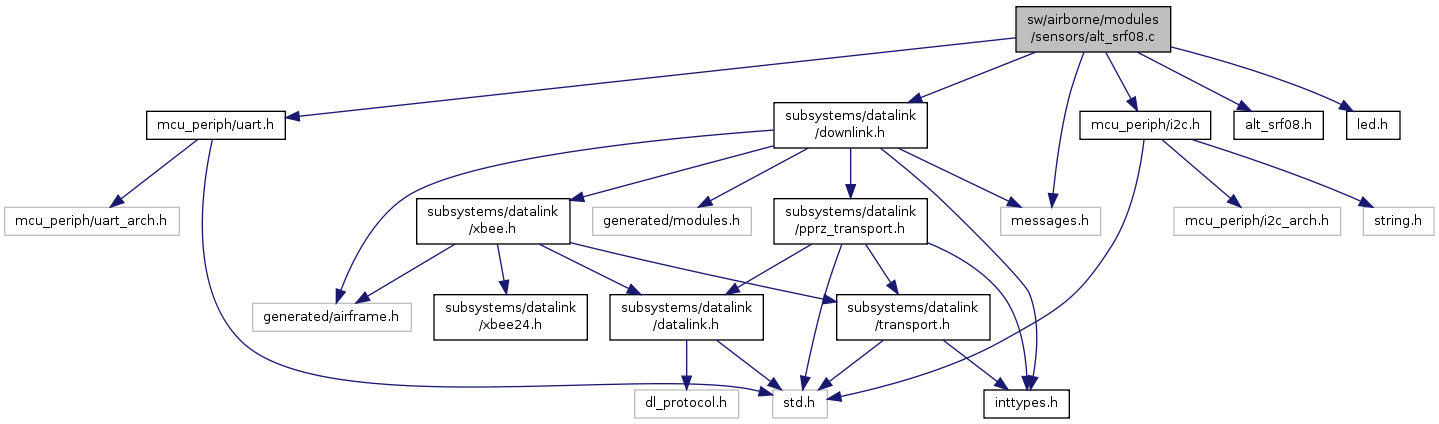 sw/airborne/modules
/sensors/alt_srf08.c
mcu_periph/uart.h
subsystems/datalink
/downlink.h
mcu_periph/i2c.h
alt_srf08.h
led.h
mcu_periph/uart_arch.h
subsystems/datalink
/xbee.h
generated/modules.h
subsystems/datalink
/pprz_transport.h
messages.h
mcu_periph/i2c_arch.h
string.h
generated/airframe.h
subsystems/datalink
/xbee24.h
subsystems/datalink
/datalink.h
subsystems/datalink
/transport.h
dl_protocol.h
std.h
inttypes.h